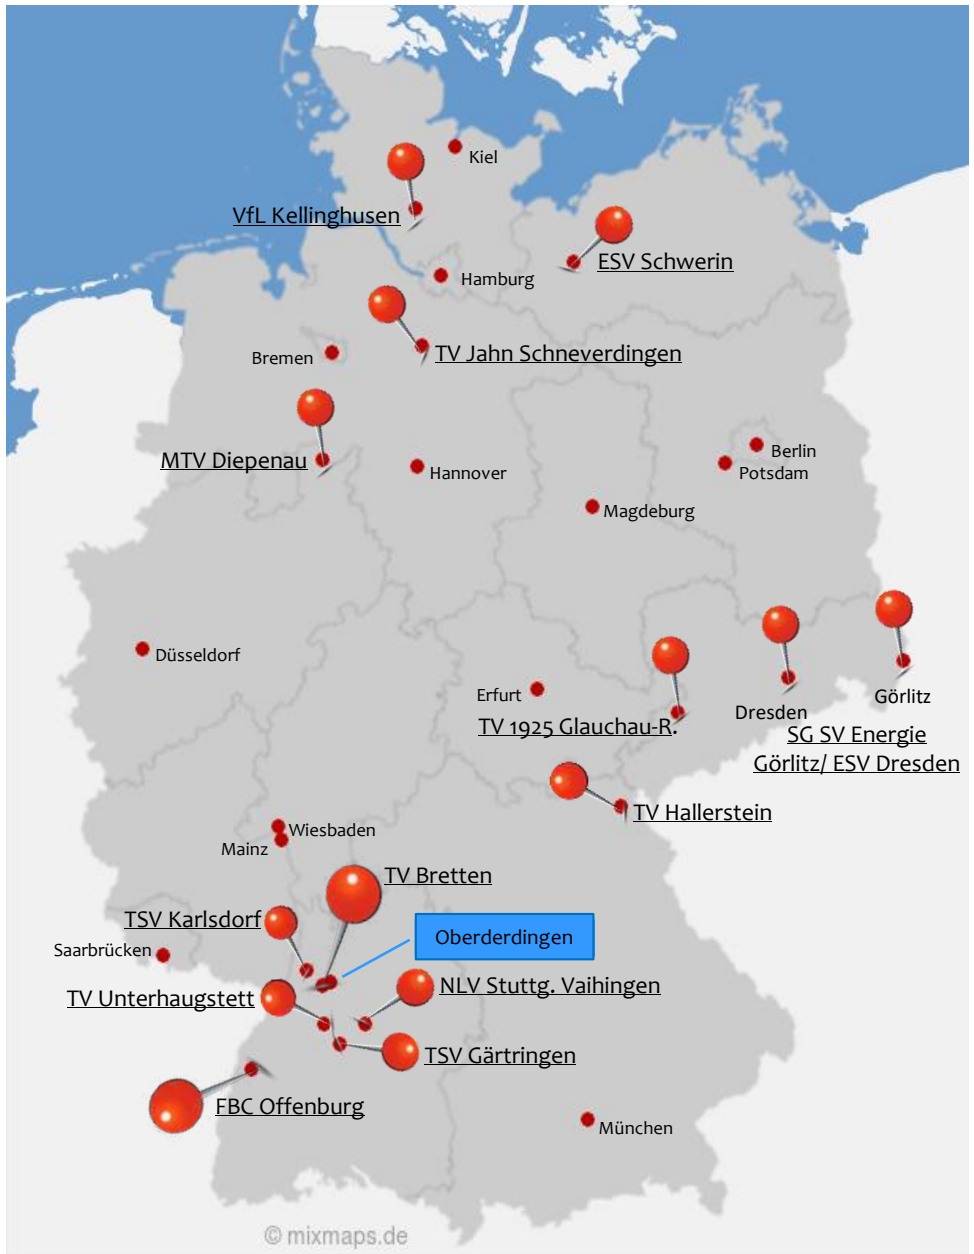 Kiel
VfL Kellinghusen
ESV Schwerin
Hamburg
TV Jahn Schneverdingen
Bremen
MTV Diepenau
Hannover
Berlin
Potsdam
Magdeburg
Düsseldorf
Erfurt
TV 1925 Glauchau-R.
Dresden
Görlitz
SG SV Energie
Görlitz/ ESV Dresden
TV Hallerstein
Wiesbaden
Mainz
TV Bretten
TSV Karlsdorf
Oberderdingen
Saarbrücken
TV Unterhaugstett
NLV Stuttg. Vaihingen
TSV Gärtringen
FBC Offenburg
München
© mixmaps.de